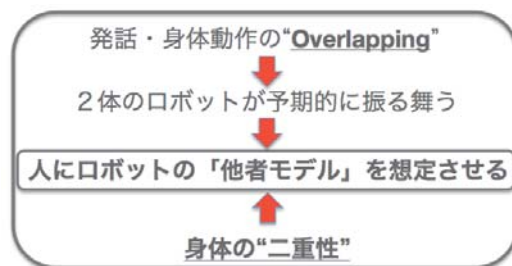 発話・身体動作の“Overlapping”
２体のロボットが予期的に振る舞う
人にロボットの「他者モデル」を想定させる
身体の“二重性”